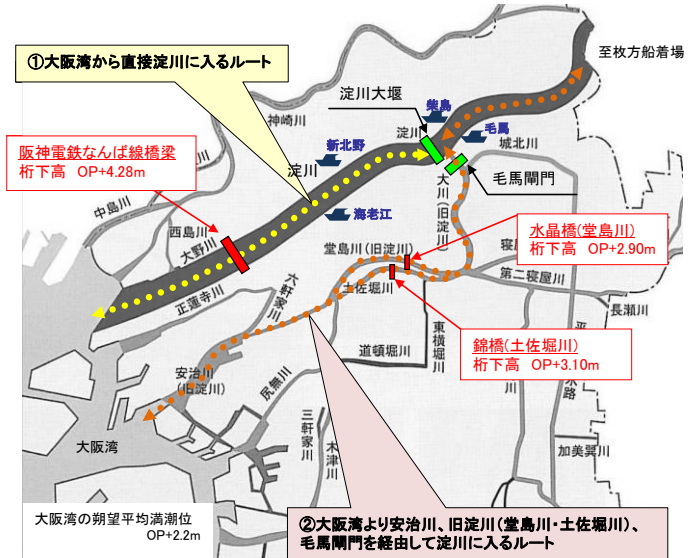 ①大阪湾から直接淀川に入るルート
至枚方船着場
淀川大堰
柴島
神崎川
淀川
毛馬
新北野
城北川
阪神電鉄なんば線橋梁
桁下高 OP+4.28m
淀川
毛馬閘門
中島川
大川(旧淀川)
西島川
海老江
水晶橋(堂島川)
桁下高 OP+2.90m
大野川
堂島川(旧淀川)
寝
第二寝屋川
六軒家川
正蓮寺川
土佐堀川
長瀬川
錦橋(土佐堀川)
桁下高 OP+3.10m
東横堀川
道頓堀川
平
安治川
(旧淀川)
尻無川
川
水路
三軒家川
木津川
大阪湾
加美巽川
大阪湾の朔望平均満潮位
OP+2.2m
②大阪湾より安治川、旧淀川(堂島川・土佐堀川)、
毛馬閘門を経由して淀川に入るルート